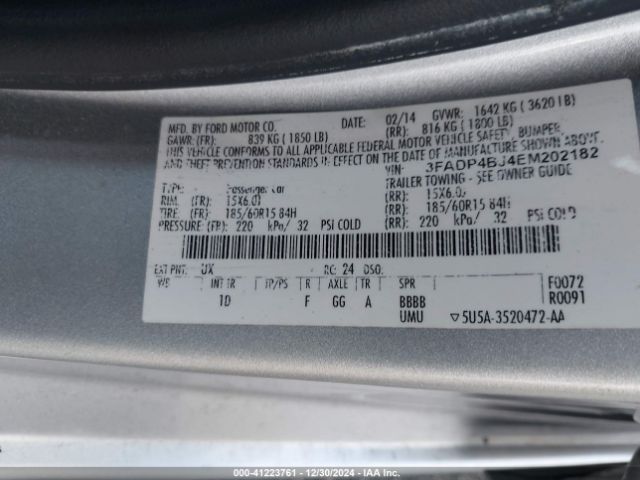 MFD. BY FORD MOTOR CO. DATE: 02/14 GVWR: 1642 KG ( 3620 LB)
GAWR: (FR): 839 KG ( 1850 LB) (RR): 816 KG ( 1800 LB)
THIS VEHICLE CONFORMS TO ALL APPLICABLE FEDERAL MOTOR VEHICLE SAFETY, BUMPER,
AND THEFT PREVENTION STANDARDS IN EFFECT ON THE DATE OF MANUFACTURE SHOWN ABOVE.
VIN: 3FADP4BJ4EM202182
TYPE: Passenger Car TRAILER TOWING - SEE OWNER GUIDE
RIM: (FR): 15X6.0J (RR): 15X6.0J
TIRE: (FR): 185/60R15 84H (RR): 185/60R15 84H
PRESSURE: (FR): 220 kPa/ 32 PSI COLD (RR): 220 kPa/ 32 PSI COLD
EXT PNT: UX RC: 24 DSO:
WB INT TR TP/PS R AXLE TR SPR F0072
1D F GG A BBBB R0091
UMU ▽5U5A-3520472-AA
000-41223761 - 12/30/2024 - IAA Inc.